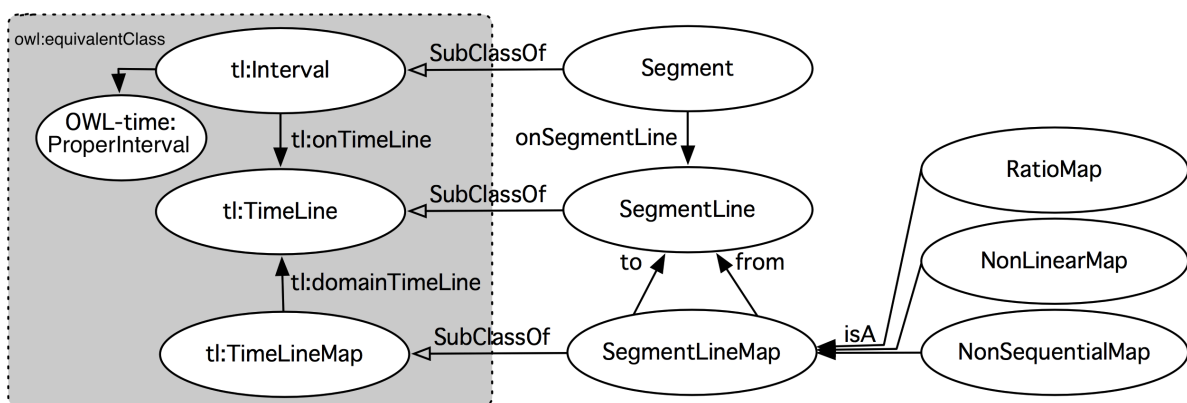 owl:equivalentClass
tl:Interval
SubClassOf
Segment
OWL-time:
ProperInterval
tl:onTimeLine
onSegmentLine
RatioMap
tl:TimeLine
SubClassOf
SegmentLine
to
from
NonLinearMap
tl:domainTimeLine
tl:TimeLineMap
SubClassOf
SegmentLineMap
isA
NonSequentialMap